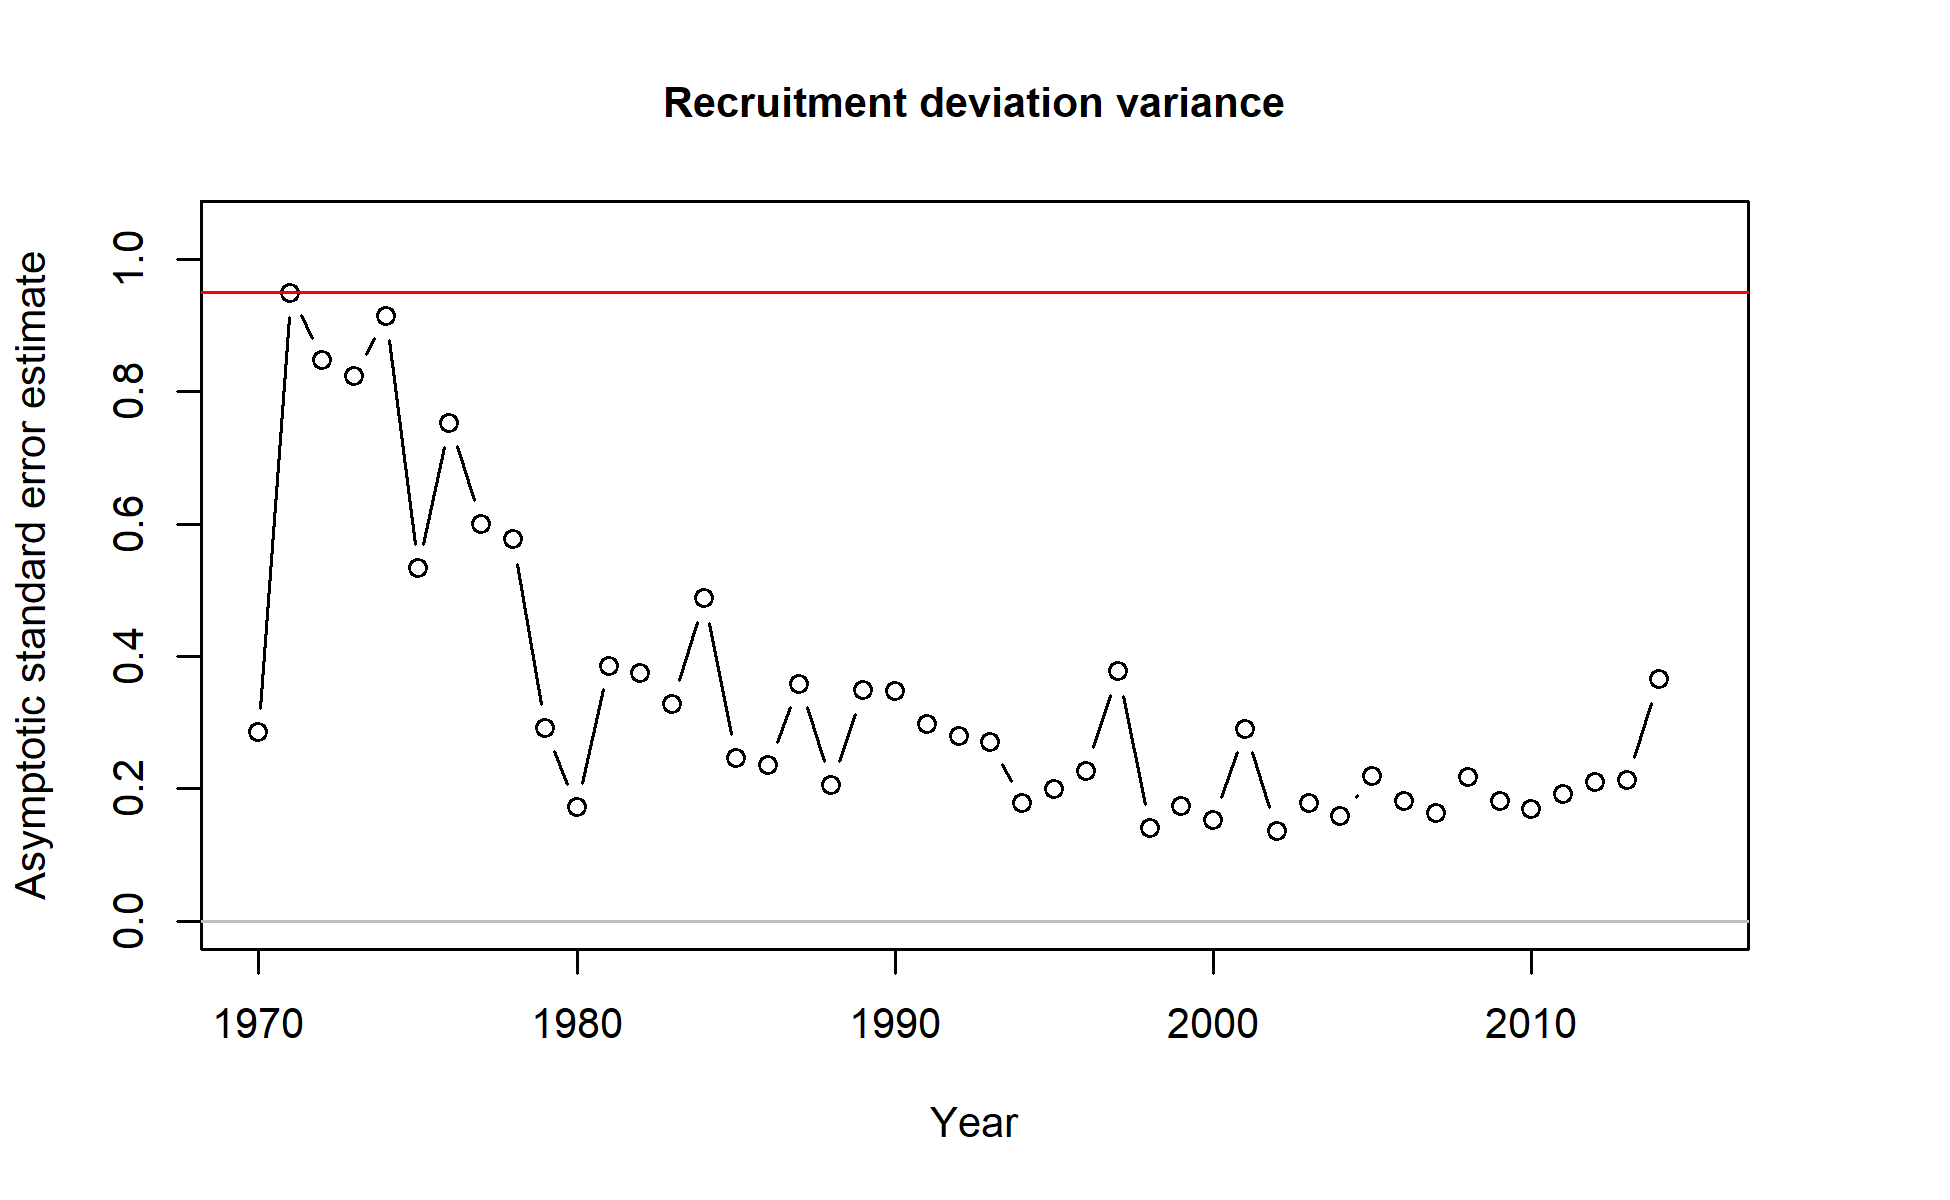 Recruitment deviation variance
Asymptotic standard error estimate
1.0
0.8
0.6
0.4
0.2
0.0
1970 1980 1990 2000 2010
Year